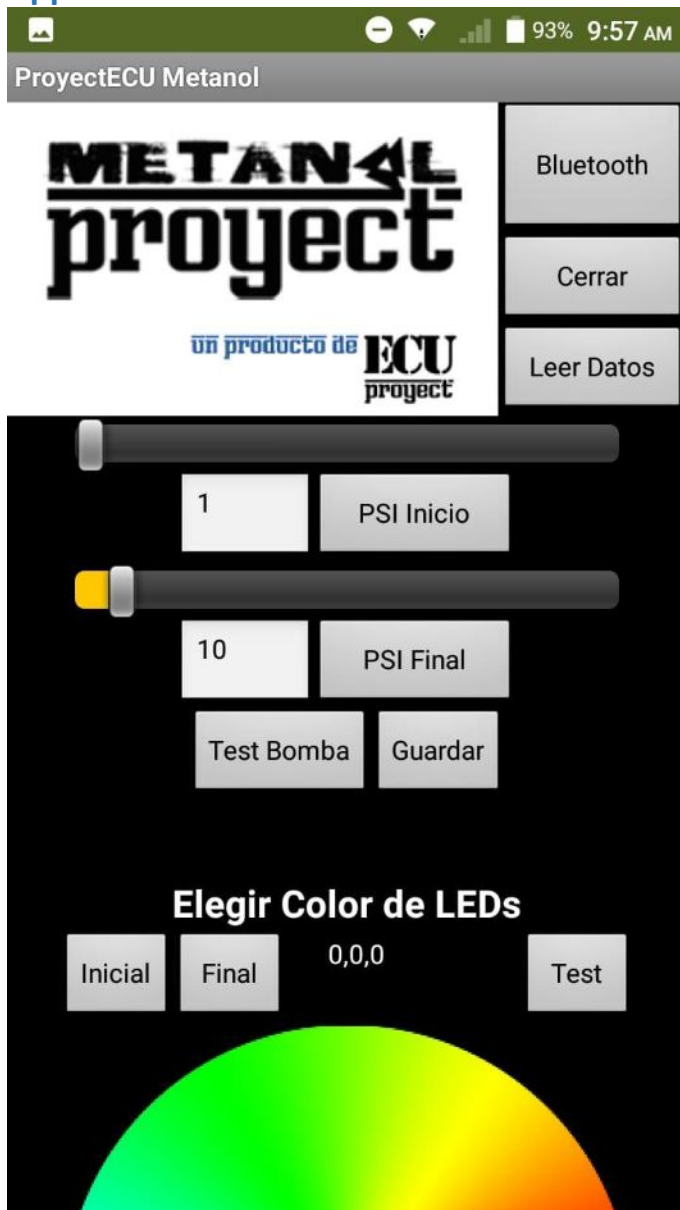 93% 9:57 AM
ProyectECU Metanol
METANOL
proyect
un producto de ECU
proyect
Bluetooth
Cerrar
Leer Datos
1
PSI Inicio
10
PSI Final
Test Bomba
Guardar
Elegir Color de LEDs
Inicial
Final
0,0,0
Test